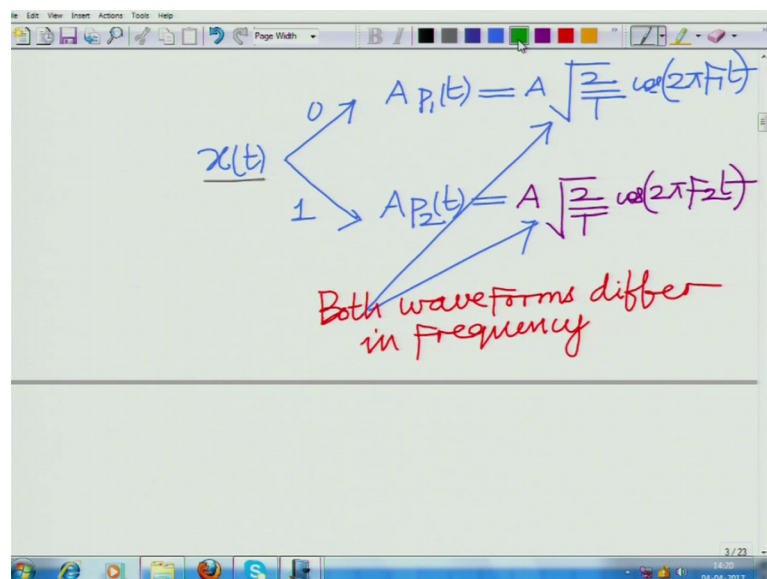 Edit View Insert Actions Tools Help
Page Width
B I
0 A p₁(t) = A √(2/T) cos(2πF₁t)
x(t)
1 A p₂(t) = A √(2/T) cos(2πF₂t)
Both waveforms differ
in frequency
3 / 23
14:20
04-04-2017